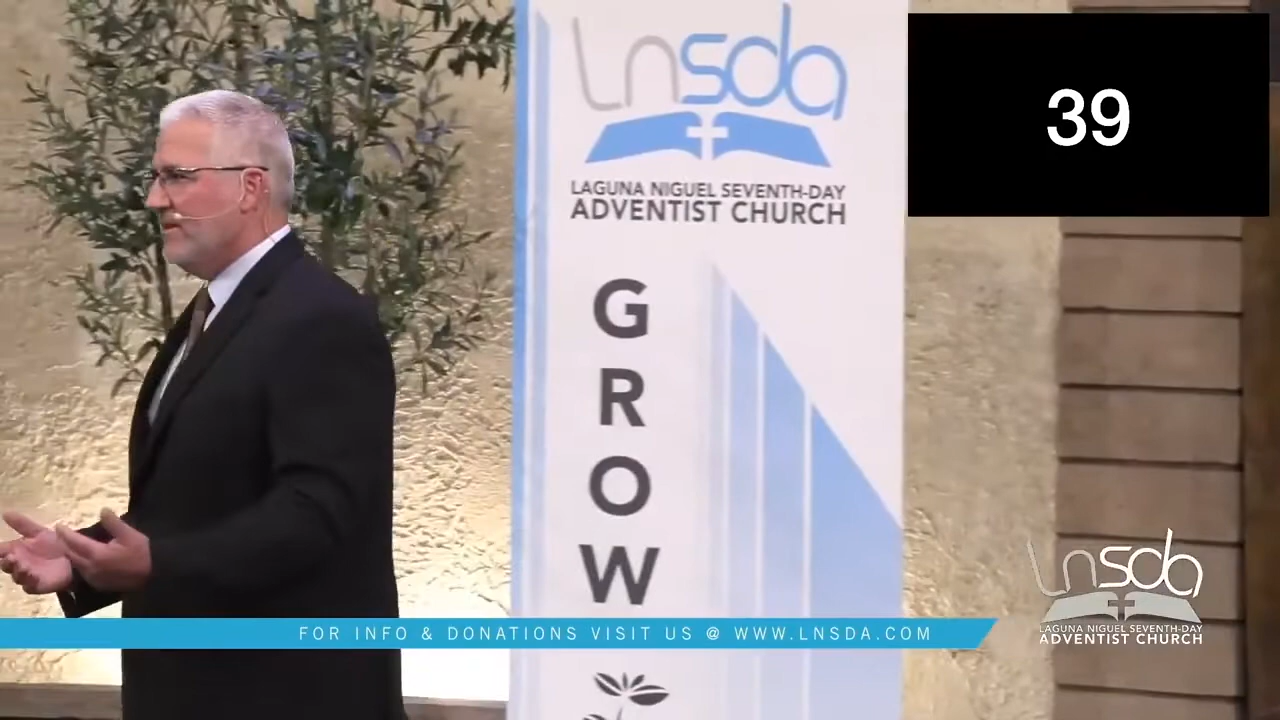 lnsda
LAGUNA NIGUEL SEVENTH-DAY
ADVENTIST CHURCH
G
R
O
W
39
FOR INFO & DONATIONS VISIT US @ WWW.LNSDA.COM
lnsda
LAGUNA NIGUEL SEVENTH-DAY
ADVENTIST CHURCH